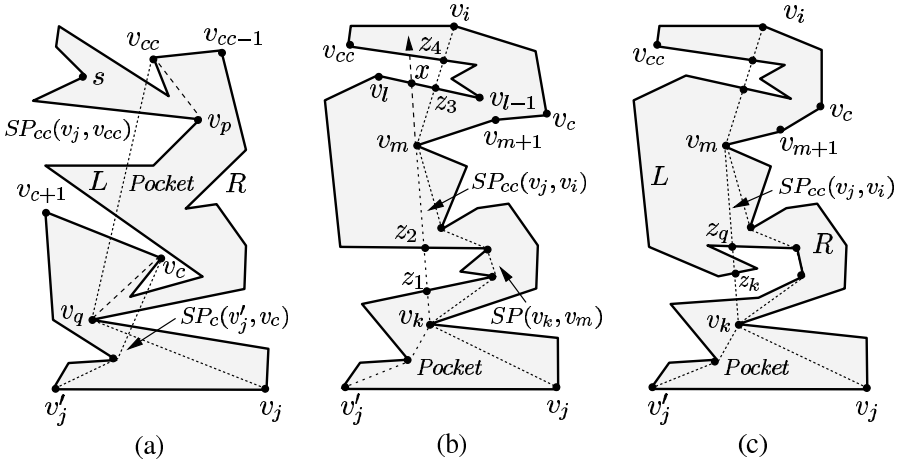 v_cc v_cc−1
s
SP_cc(v_j, v_cc) v_p
L Pocket R
v_c+1
v_c
v_q SP_c(v'_j, v_c)
v'_j v_j
(a)
v_i
v_cc z_4
x
v_l z_3 v_l−1
v_c
v_m v_m+1
SP_cc(v_j, v_i)
z_2
z_1
v_k SP(v_k, v_m)
Pocket
v'_j v_j
(b)
v_i
v_cc
v_c
v_m v_m+1
L SP_cc(v_j, v_i)
z_q R
z_k
v_k
Pocket
v'_j v_j
(c)